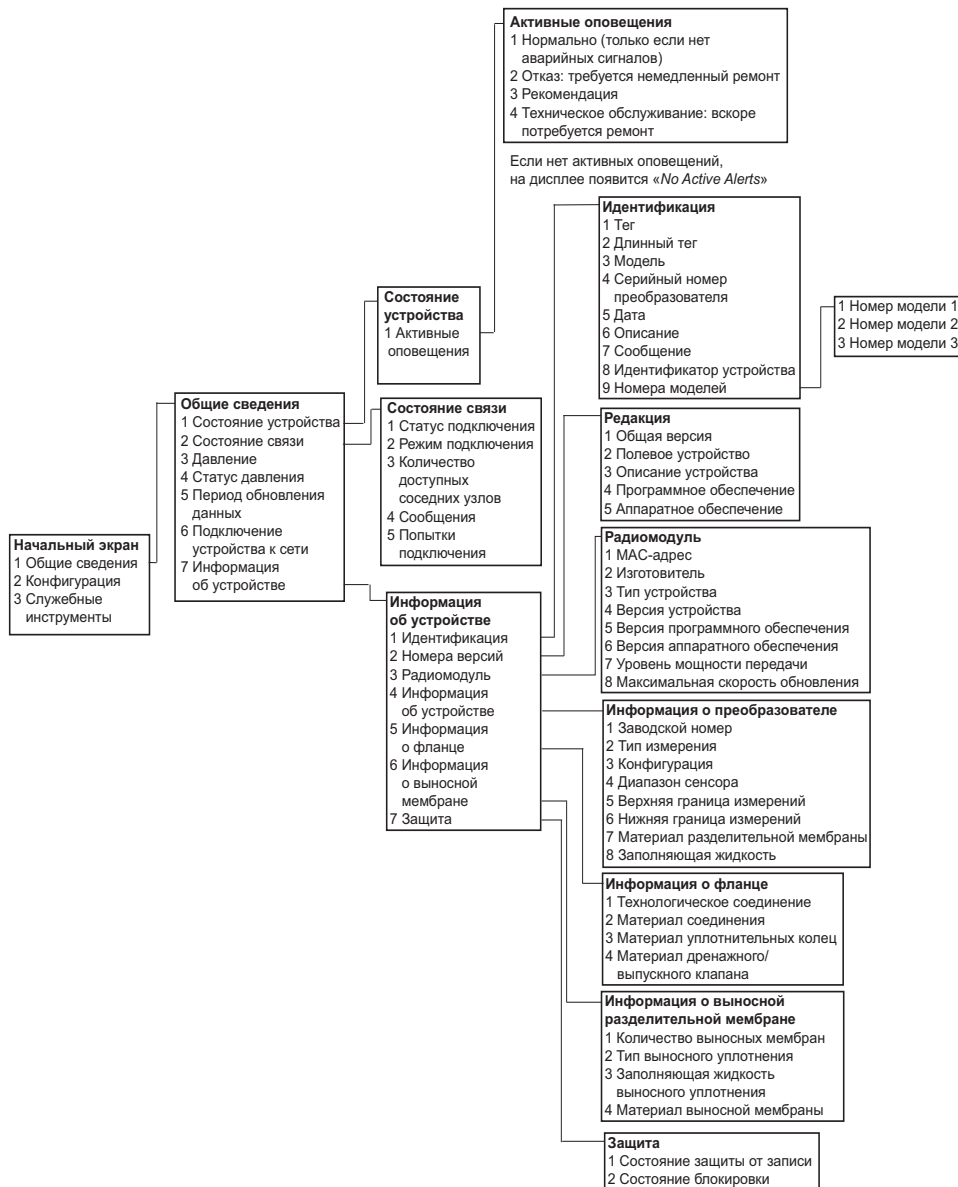 Активные оповещения
1 Нормально (только если нет
аварийных сигналов)
2 Отказ: требуется немедленный ремонт
3 Рекомендация
4 Техническое обслуживание: вскоре
потребуется ремонт
Если нет активных оповещений,
на дисплее появится «No Active Alerts»
Идентификация
1 Тег
2 Длинный тег
3 Модель
4 Серийный номер
преобразователя
5 Дата
6 Описание
7 Сообщение
8 Идентификатор устройства
9 Номера моделей
1 Номер модели 1
2 Номер модели 2
3 Номер модели 3
Состояние
устройства
1 Активные
оповещения
Общие сведения
1 Состояние устройства
2 Состояние связи
3 Давление
4 Статус давления
5 Период обновления
данных
6 Подключение
устройства к сети
7 Информация
об устройстве
Состояние связи
1 Статус подключения
2 Режим подключения
3 Количество
доступных
соседних узлов
4 Сообщения
5 Попытки
подключения
Редакция
1 Общая версия
2 Полевое устройство
3 Описание устройства
4 Программное обеспечение
5 Аппаратное обеспечение
Начальный экран
1 Общие сведения
2 Конфигурация
3 Служебные
инструменты
Радиомодуль
1 MAC-адрес
2 Изготовитель
3 Тип устройства
4 Версия устройства
5 Версия программного обеспечения
6 Версия аппаратного обеспечения
7 Уровень мощности передачи
8 Максимальная скорость обновления
Информация
об устройстве
1 Идентификация
2 Номера версий
3 Радиомодуль
4 Информация
об устройстве
5 Информация
о фланце
6 Информация
о выносной
мембране
7 Защита
Информация о преобразователе
1 Заводской номер
2 Тип измерения
3 Конфигурация
4 Диапазон сенсора
5 Верхняя граница измерений
6 Нижняя граница измерений
7 Материал разделительной мембраны
8 Заполняющая жидкость
Информация о фланце
1 Технологическое соединение
2 Материал соединения
3 Материал уплотнительных колец
4 Материал дренажного/
выпускного клапана
Информация о выносной
разделительной мембране
1 Количество выносных мембран
2 Тип выносного уплотнения
3 Заполняющая жидкость
выносного уплотнения
4 Материал выносной мембраны
Защита
1 Состояние защиты от записи
2 Состояние блокировки